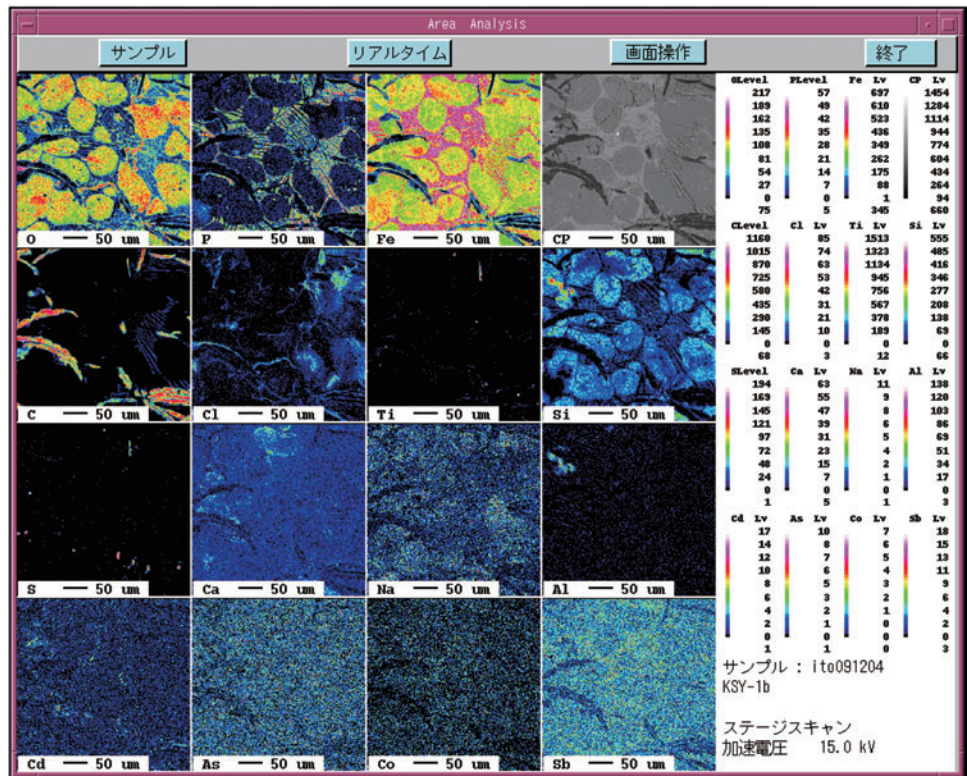 Area Analysis
サンプル リアルタイム 画面操作 終了
O 50 um P 50 um Fe 50 um CP 50 um
C 50 um Cl 50 um Ti 50 um Si 50 um
S 50 um Ca 50 um Na 50 um Al 50 um
Cd 50 um As 50 um Co 50 um Sb 50 um
OLevel PLevel Fe Lv CP Lv
217 57 697 1454
189 49 610 1284
162 42 523 1114
135 35 436 944
108 28 349 774
81 21 262 604
54 14 175 434
27 7 88 264
0 0 1 94
75 5 345 660
CLevel Cl Lv Ti Lv Si Lv
1160 85 1513 555
1015 74 1323 485
870 63 1134 416
725 53 945 346
580 42 756 277
435 31 567 208
290 21 378 138
145 10 189 69
0 0 0 0
68 3 12 66
SLevel Ca Lv Na Lv Al Lv
194 63 11 138
169 55 9 120
145 47 8 103
121 39 6 86
97 31 5 69
72 23 4 51
48 15 2 34
24 7 1 17
0 0 0 0
1 5 1 3
Cd Lv As Lv Co Lv Sb Lv
17 10 7 18
14 8 6 15
12 7 5 13
10 6 4 11
8 5 3 9
6 3 2 6
4 2 1 4
2 1 0 2
0 0 0 0
1 1 0 3
サンプル : ito091204
KSY-1b
ステージスキャン
加速電圧 15.0 kV